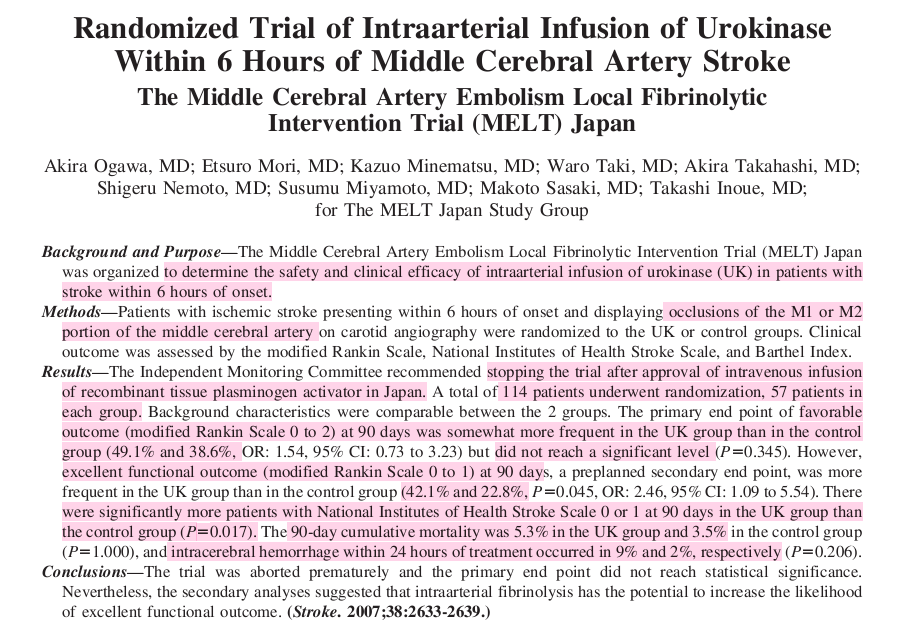 Randomized Trial of Intraarterial Infusion of Urokinase
Within 6 Hours of Middle Cerebral Artery Stroke
The Middle Cerebral Artery Embolism Local Fibrinolytic
Intervention Trial (MELT) Japan
Akira Ogawa, MD; Etsuro Mori, MD; Kazuo Minematsu, MD; Waro Taki, MD; Akira Takahashi, MD;
Shigeru Nemoto, MD; Susumu Miyamoto, MD; Makoto Sasaki, MD; Takashi Inoue, MD;
for The MELT Japan Study Group
Background and Purpose—The Middle Cerebral Artery Embolism Local Fibrinolytic Intervention Trial (MELT) Japan
was organized to determine the safety and clinical efficacy of intraarterial infusion of urokinase (UK) in patients with
stroke within 6 hours of onset.
Methods—Patients with ischemic stroke presenting within 6 hours of onset and displaying occlusions of the M1 or M2
portion of the middle cerebral artery on carotid angiography were randomized to the UK or control groups. Clinical
outcome was assessed by the modified Rankin Scale, National Institutes of Health Stroke Scale, and Barthel Index.
Results—The Independent Monitoring Committee recommended stopping the trial after approval of intravenous infusion
of recombinant tissue plasminogen activator in Japan. A total of 114 patients underwent randomization, 57 patients in
each group. Background characteristics were comparable between the 2 groups. The primary end point of favorable
outcome (modified Rankin Scale 0 to 2) at 90 days was somewhat more frequent in the UK group than in the control
group (49.1% and 38.6%, OR: 1.54, 95% CI: 0.73 to 3.23) but did not reach a significant level (P=0.345). However,
excellent functional outcome (modified Rankin Scale 0 to 1) at 90 days, a preplanned secondary end point, was more
frequent in the UK group than in the control group (42.1% and 22.8%, P=0.045, OR: 2.46, 95% CI: 1.09 to 5.54). There
were significantly more patients with National Institutes of Health Stroke Scale 0 or 1 at 90 days in the UK group than
the control group (P=0.017). The 90-day cumulative mortality was 5.3% in the UK group and 3.5% in the control group
(P=1.000), and intracerebral hemorrhage within 24 hours of treatment occurred in 9% and 2%, respectively (P=0.206).
Conclusions—The trial was aborted prematurely and the primary end point did not reach statistical significance.
Nevertheless, the secondary analyses suggested that intraarterial fibrinolysis has the potential to increase the likelihood
of excellent functional outcome. (Stroke. 2007;38:2633-2639.)